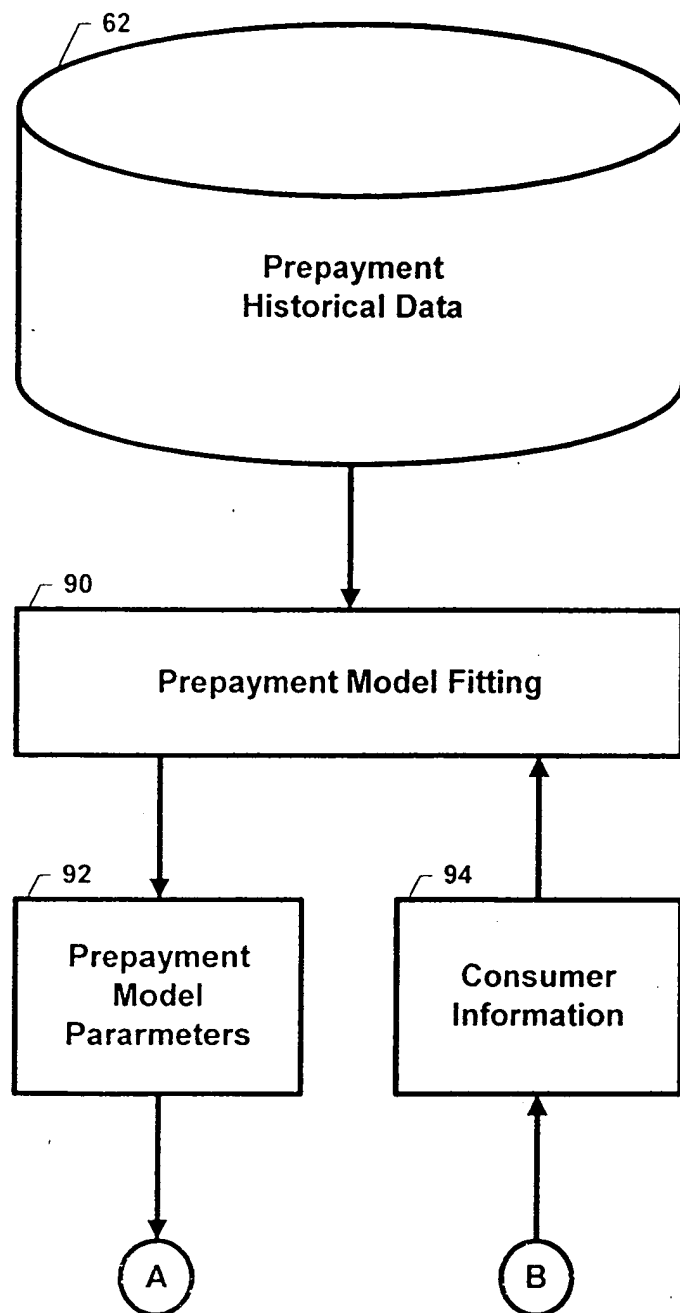 62
Prepayment
Historical Data
90
Prepayment Model Fitting
92
Prepayment
Model
Pararmeters
94
Consumer
Information
A
B